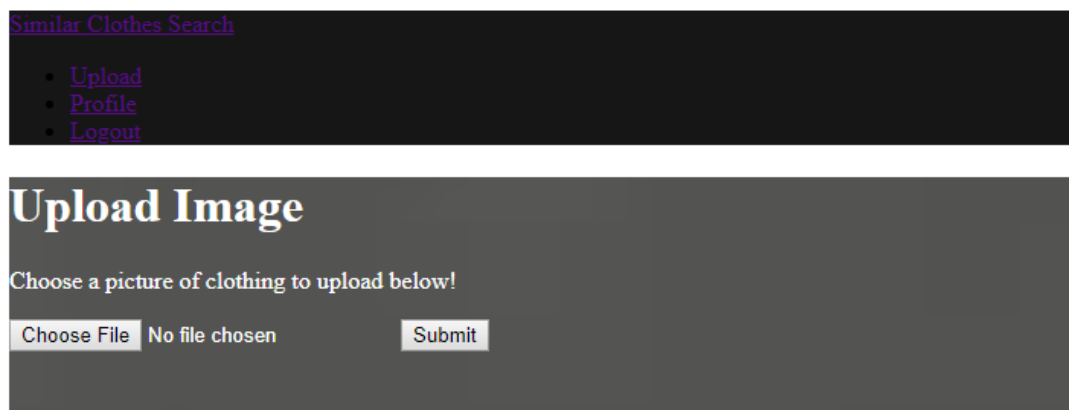 Similar Clothes Search
Upload
Profile
Logout
Upload Image
Choose a picture of clothing to upload below!
Choose File No file chosen Submit